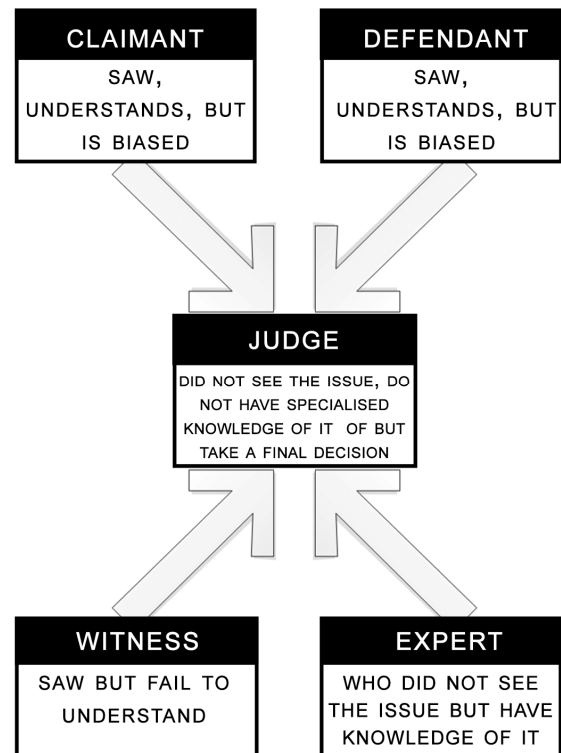 CLAIMANT
SAW,
UNDERSTANDS, BUT
IS BIASED
DEFENDANT
SAW,
UNDERSTANDS, BUT
IS BIASED
JUDGE
DID NOT SEE THE ISSUE, DO
NOT HAVE SPECIALISED
KNOWLEDGE OF IT OF BUT
TAKE A FINAL DECISION
WITNESS
SAW BUT FAIL TO
UNDERSTAND
EXPERT
WHO DID NOT SEE
THE ISSUE BUT HAVE
KNOWLEDGE OF IT